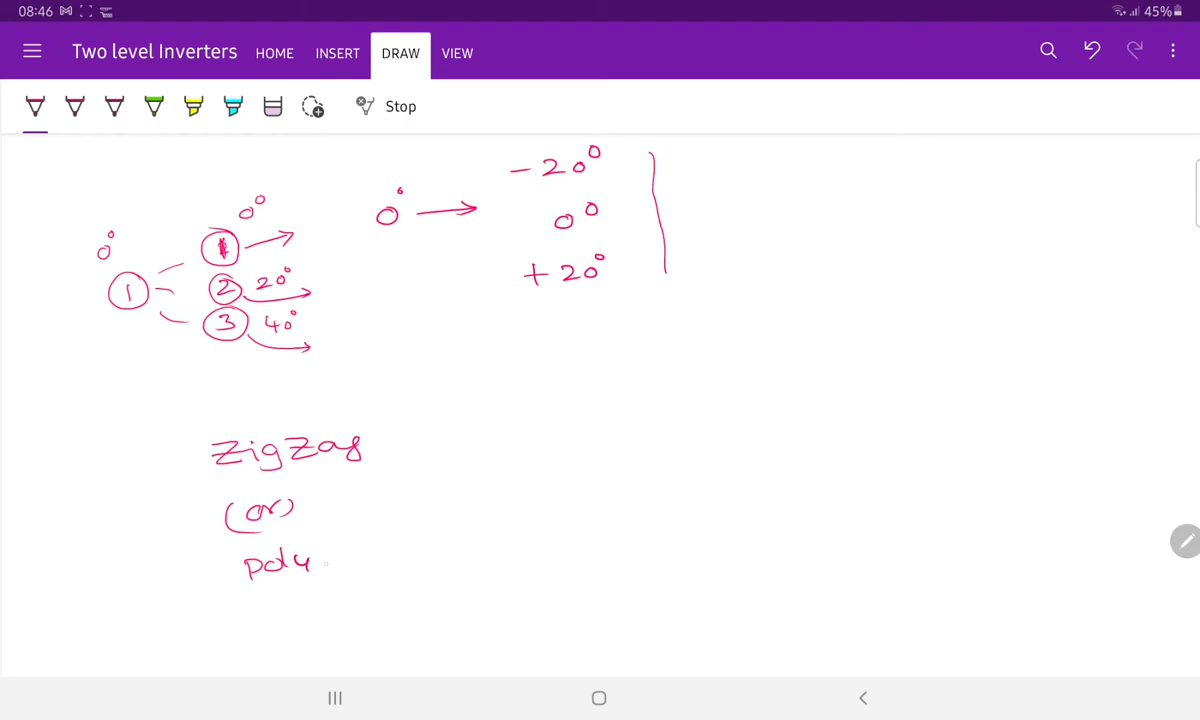 08:46 45%
Two level Inverters HOME INSERT DRAW VIEW
Stop
0°
0°
1
1
2 20°
3 40°
0° → -20°
0°
+20°
ZigZag
(or)
poly